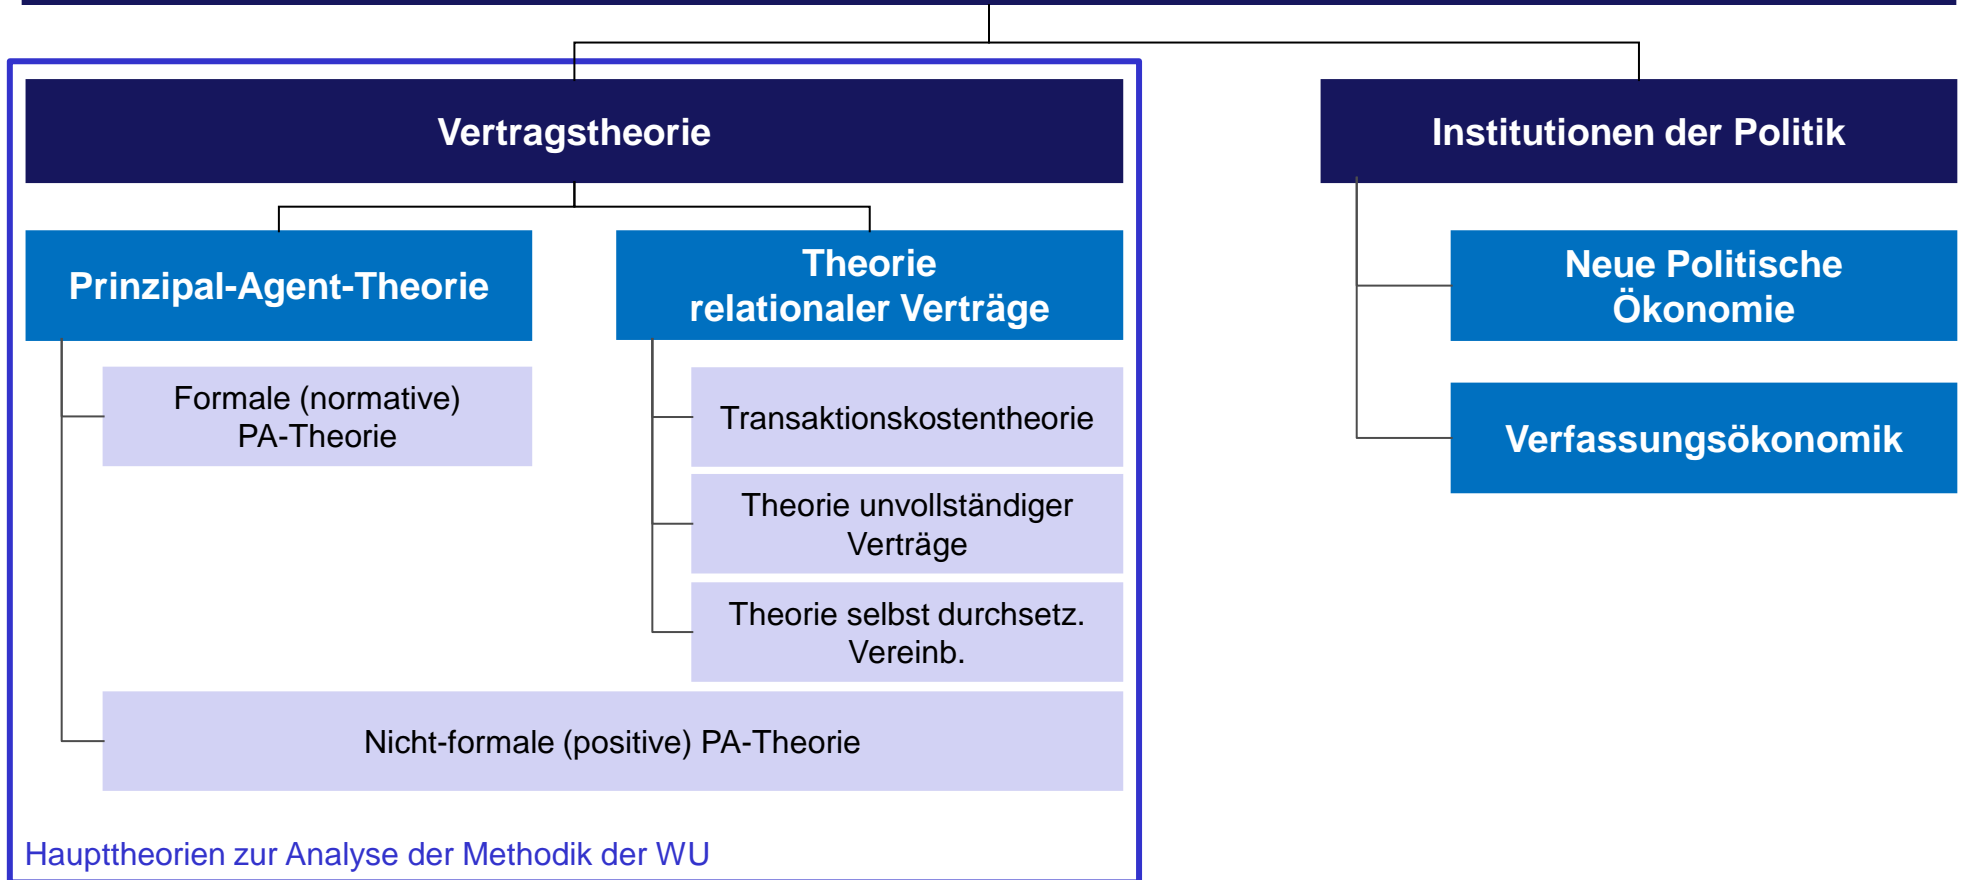 Vertragstheorie
Institutionen der Politik
Prinzipal-Agent-Theorie
Theorie
relationaler Verträge
Neue Politische
Ökonomie
Formale (normative)
PA-Theorie
Transaktionskostentheorie
Verfassungsökonomik
Theorie unvollständiger
Verträge
Theorie selbst durchsetz.
Vereinb.
Nicht-formale (positive) PA-Theorie
Haupttheorien zur Analyse der Methodik der WU